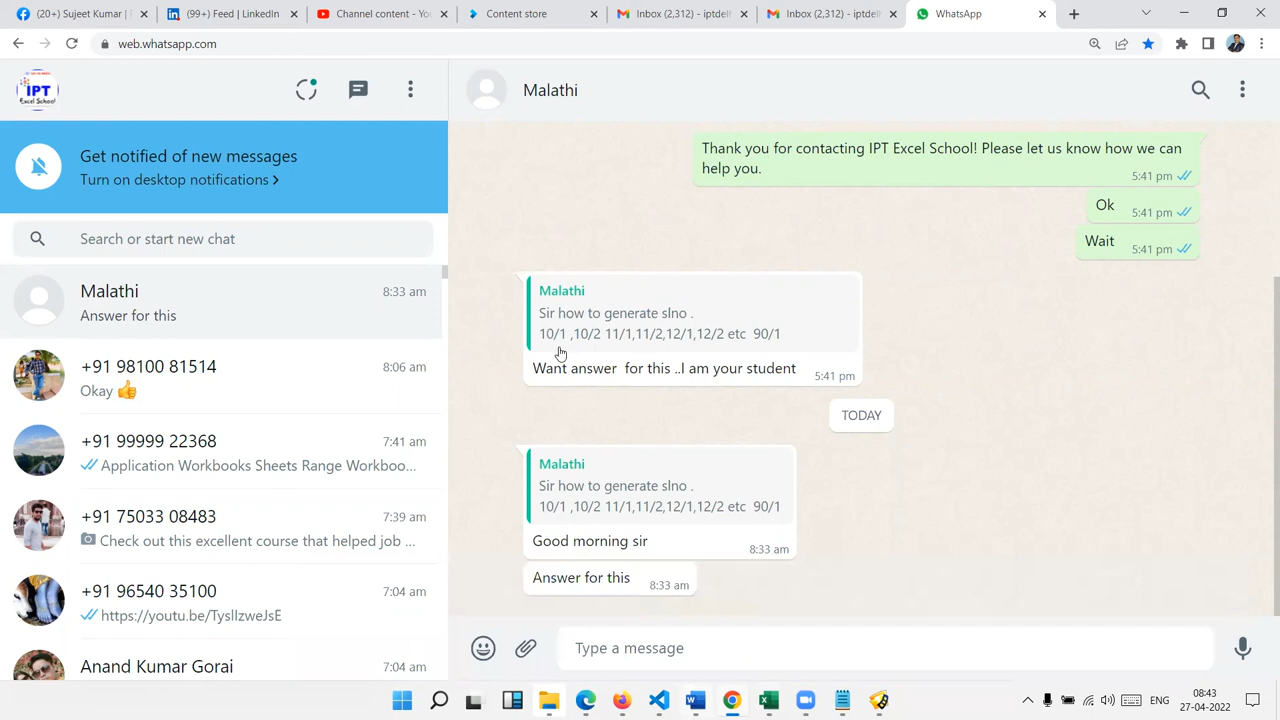 (20+) Sujeet Kumar |
(99+) Feed | LinkedIn
Channel content - Yo
Content store
Inbox (2,312) - iptdelh
Inbox (2,312) - iptdelh
WhatsApp
web.whatsapp.com
IPT
Excel School
Get notified of new messages
Turn on desktop notifications >
Search or start new chat
Malathi 8:33 am
Answer for this
+91 98100 81514 8:06 am
Okay 👍
+91 99999 22368 7:41 am
Application Workbooks Sheets Range Workboo...
+91 75033 08483 7:39 am
Check out this excellent course that helped job ...
+91 96540 35100 7:04 am
https://youtu.be/TysllzweJsE
Anand Kumar Gorai 7:04 am
Malathi
Thank you for contacting IPT Excel School! Please let us know how we can
help you.
5:41 pm
Ok 5:41 pm
Wait 5:41 pm
Malathi
Sir how to generate slno .
10/1 ,10/2 11/1,11/2,12/1,12/2 etc 90/1
Want answer for this ..I am your student
5:41 pm
TODAY
Malathi
Sir how to generate slno .
10/1 ,10/2 11/1,11/2,12/1,12/2 etc 90/1
Good morning sir
8:33 am
Answer for this 8:33 am
Type a message
ENG
08:43
27-04-2022